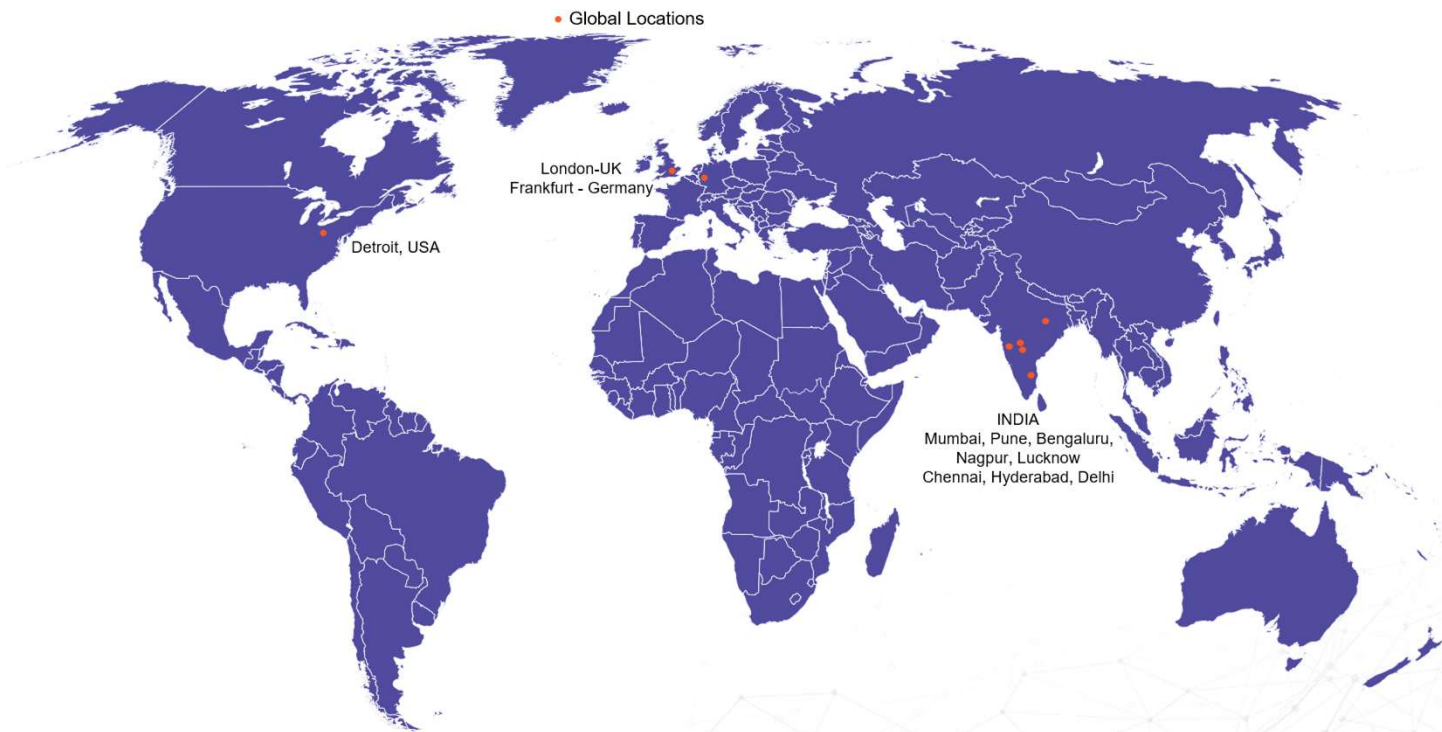 Global Locations
London-UK
Frankfurt - Germany
Detroit, USA
INDIA
Mumbai, Pune, Bengaluru,
Nagpur, Lucknow
Chennai, Hyderabad, Delhi